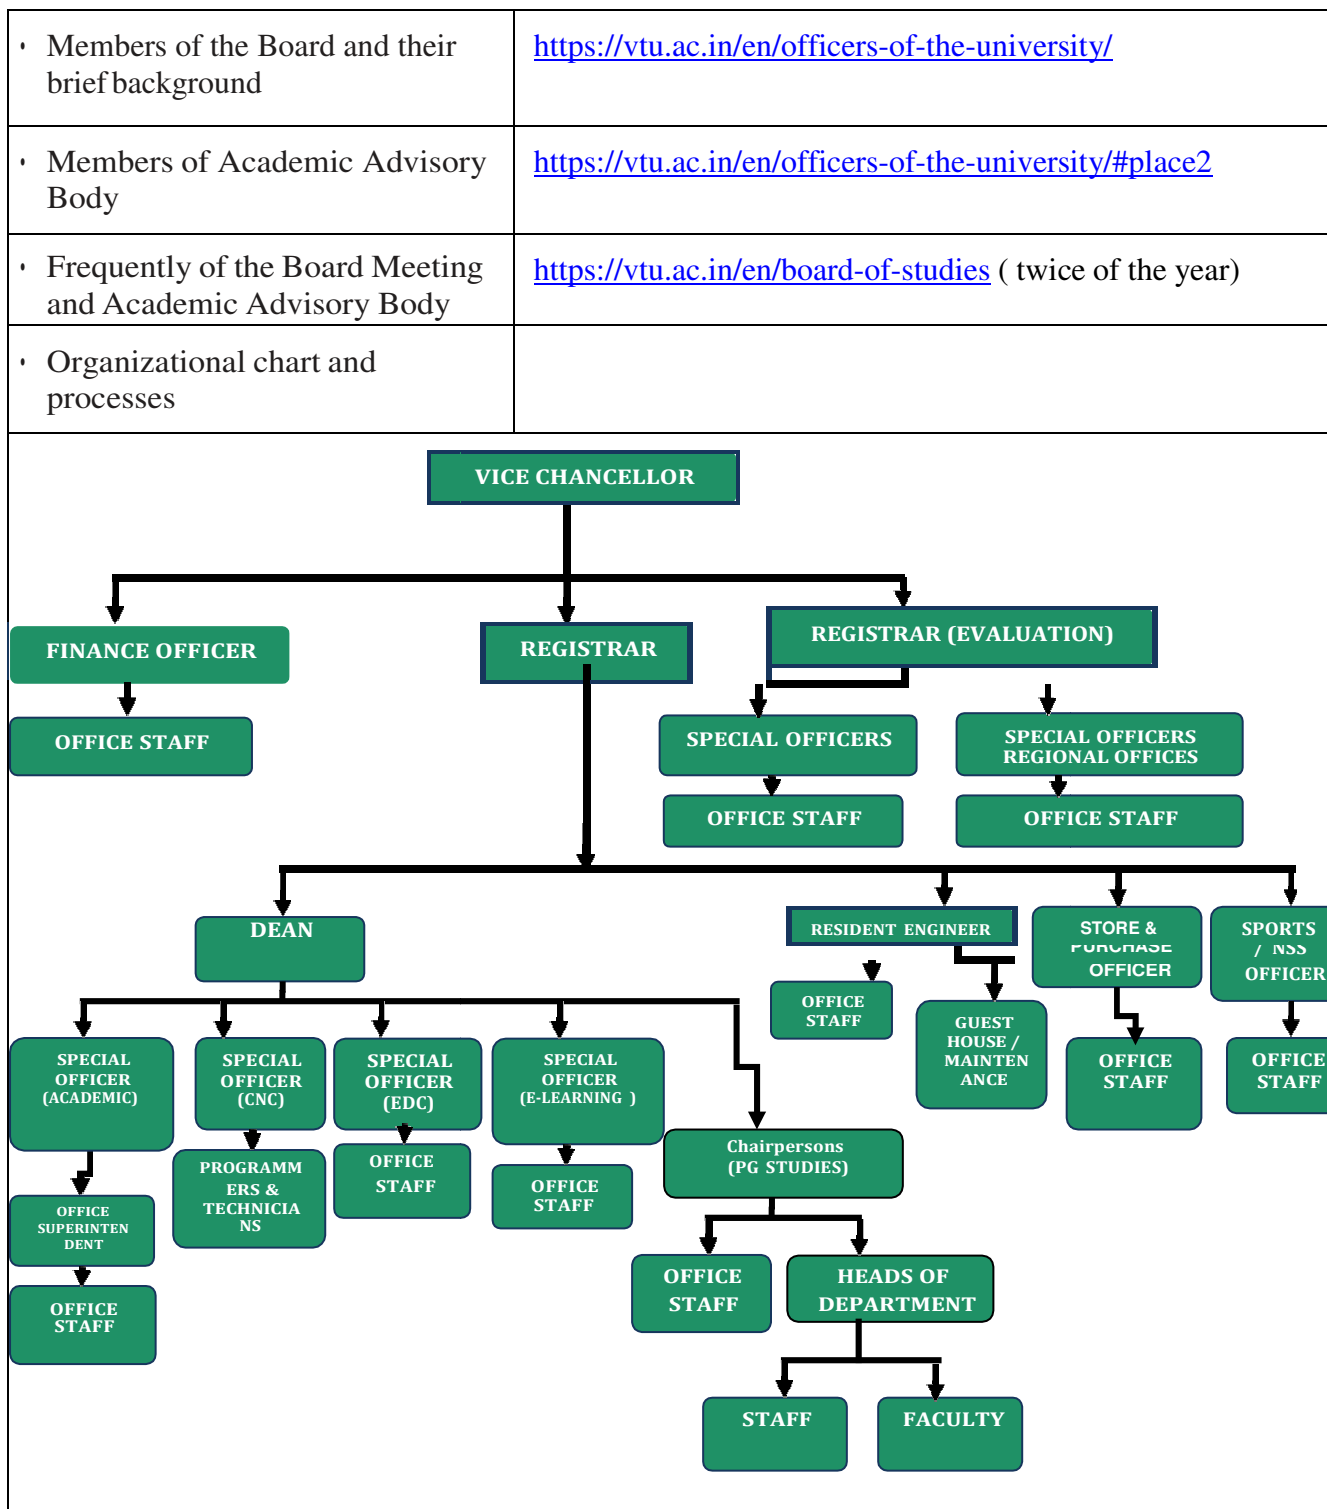 • Members of the Board and their
brief background
https://vtu.ac.in/en/officers-of-the-university/
• Members of Academic Advisory
Body
https://vtu.ac.in/en/officers-of-the-university/#place2
• Frequently of the Board Meeting
and Academic Advisory Body
https://vtu.ac.in/en/board-of-studies ( twice of the year)
• Organizational chart and
processes
VICE CHANCELLOR
FINANCE OFFICER
REGISTRAR
REGISTRAR (EVALUATION)
OFFICE STAFF
SPECIAL OFFICERS
SPECIAL OFFICERS
REGIONAL OFFICES
OFFICE STAFF
OFFICE STAFF
DEAN
RESIDENT ENGINEER
STORE &
PURCHASE
OFFICER
SPORTS
/ NSS
OFFICER
OFFICE
STAFF
GUEST
HOUSE /
MAINTEN
ANCE
OFFICE
STAFF
OFFICE
STAFF
SPECIAL
OFFICER
(ACADEMIC)
SPECIAL
OFFICER
(CNC)
SPECIAL
OFFICER
(EDC)
SPECIAL
OFFICER
(E-LEARNING )
Chairpersons
(PG STUDIES)
OFFICE
SUPERINTEN
DENT
PROGRAMM
ERS &
TECHNICIA
NS
OFFICE
STAFF
OFFICE
STAFF
OFFICE
STAFF
OFFICE
STAFF
HEADS OF
DEPARTMENT
STAFF
FACULTY